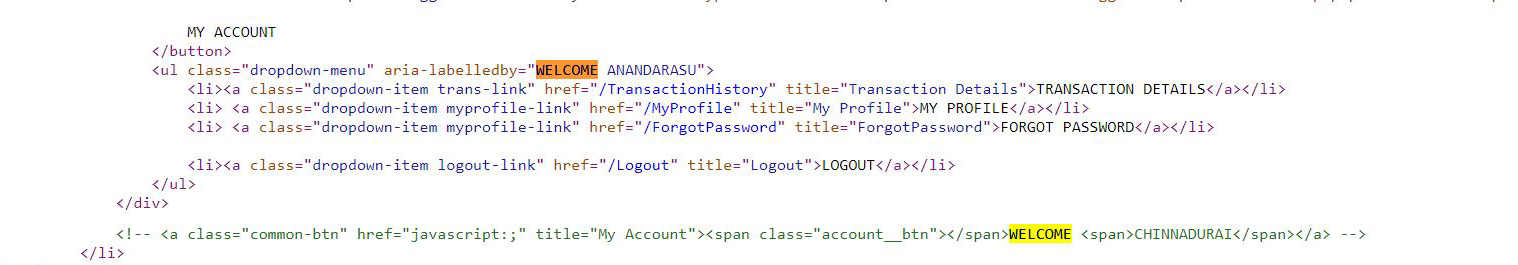 MY ACCOUNT
</button>
<ul class="dropdown-menu" aria-labelledby="WELCOME ANANDARASU">
<li><a class="dropdown-item trans-link" href="/TransactionHistory" title="Transaction Details">TRANSACTION DETAILS</a></li>
<li> <a class="dropdown-item myprofile-link" href="/MyProfile" title="My Profile">MY PROFILE</a></li>
<li> <a class="dropdown-item myprofile-link" href="/ForgotPassword" title="ForgotPassword">FORGOT PASSWORD</a></li>
<li><a class="dropdown-item logout-link" href="/Logout" title="Logout">LOGOUT</a></li>
</ul>
</div>
<!-- <a class="common-btn" href="javascript:;" title="My Account"><span class="account__btn"></span>WELCOME <span>CHINNADURAI</span></a> -->
</li>